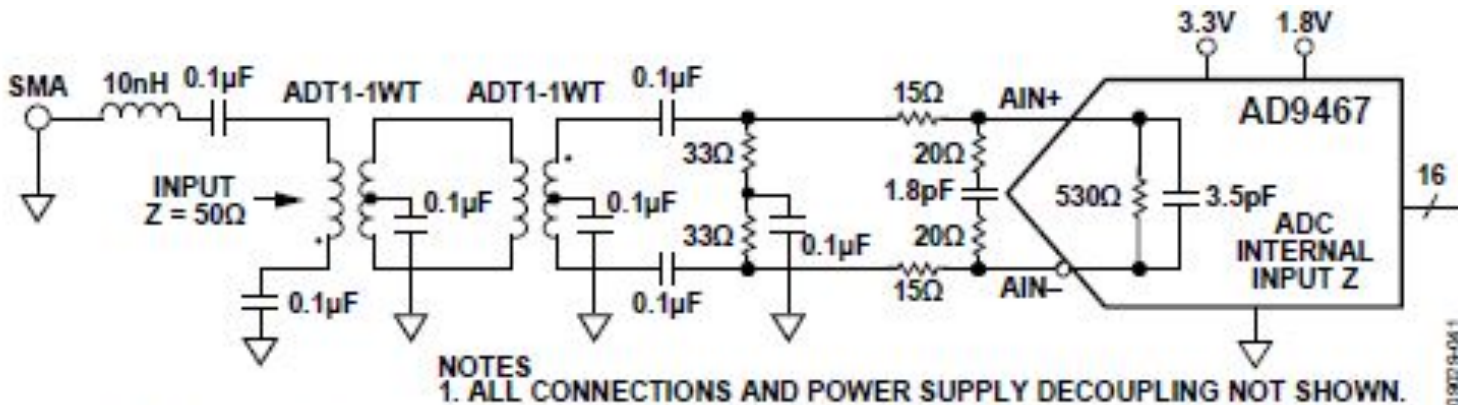 3.3V
1.8V
SMA
10nH
0.1µF
ADT1-1WT
ADT1-1WT
0.1µF
15Ω
AIN+
AD9467
33Ω
20Ω
INPUT
Z = 50Ω
0.1µF
0.1µF
1.8pF
530Ω
3.5pF
16
33Ω
20Ω
0.1µF
ADC
INTERNAL
INPUT Z
0.1µF
0.1µF
15Ω
AIN–
NOTES
1. ALL CONNECTIONS AND POWER SUPPLY DECOUPLING NOT SHOWN.
09029-041